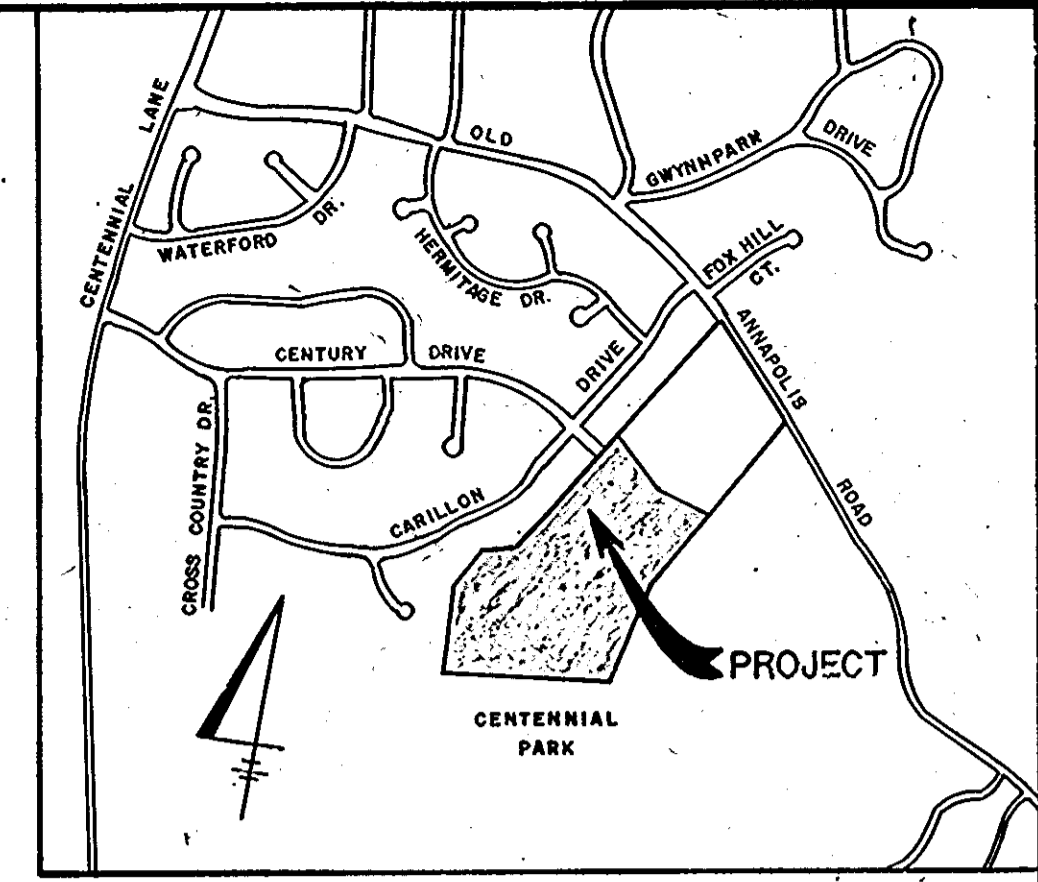 CENTENNIAL LANE
OLD
GWYNNPARK
DRIVE
WATERFORD DR.
HERMITAGE DR.
FOX HILL
CT.
ANNAPOLIS
ROAD
CENTURY DRIVE
DRIVE
CROSS COUNTRY DR.
CARILLON
PROJECT
CENTENNIAL
PARK